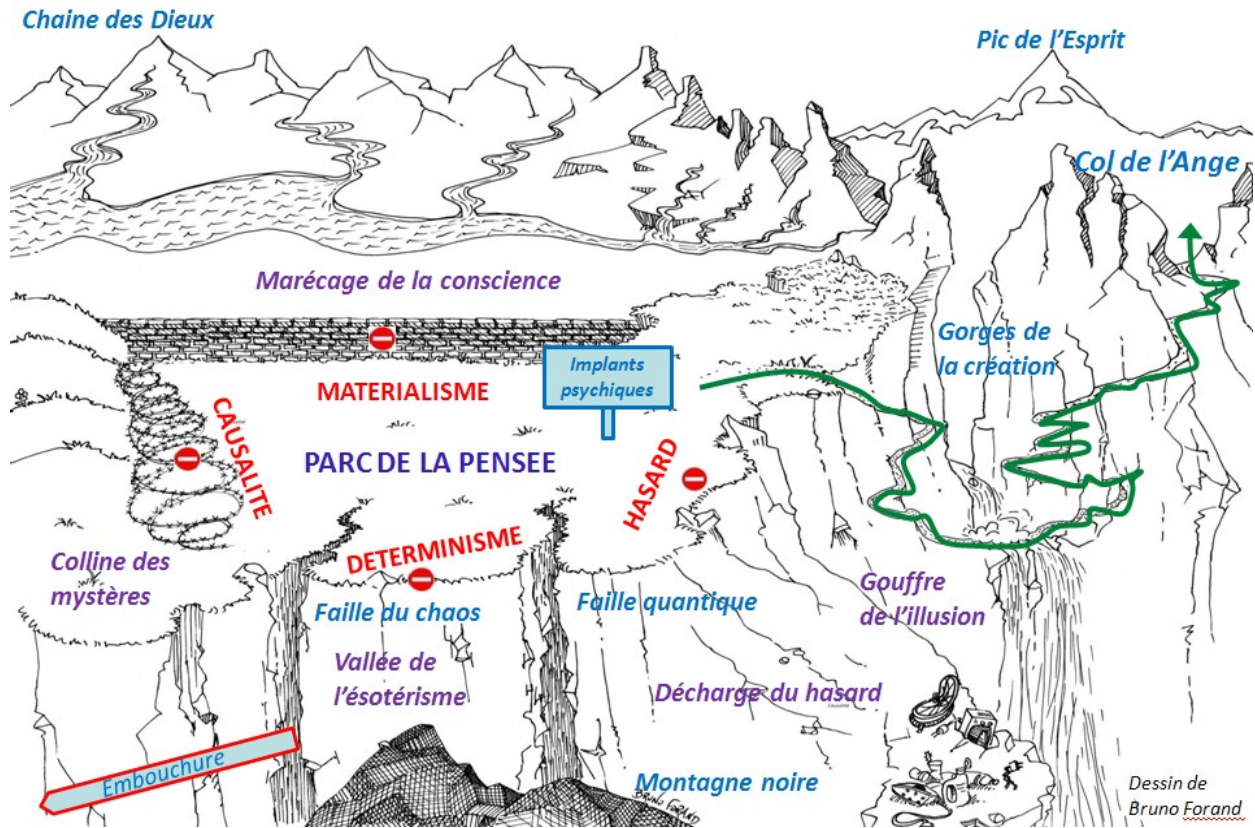 Chaine des Dieux
Pic de l'Esprit
Col de l'Ange
Marécage de la conscience
Gorges de
la création
Implants
psychiques
MATERIALISME
CAUSALITE
PARC DE LA PENSEE
HASARD
DETERMINISME
Colline des
mystères
Faille du chaos
Faille quantique
Gouffre
de l'illusion
Vallée de
l'ésotérisme
Décharge du hasard
Embouchure
Montagne noire
BRUNO FORAND
Dessin de
Bruno Forand